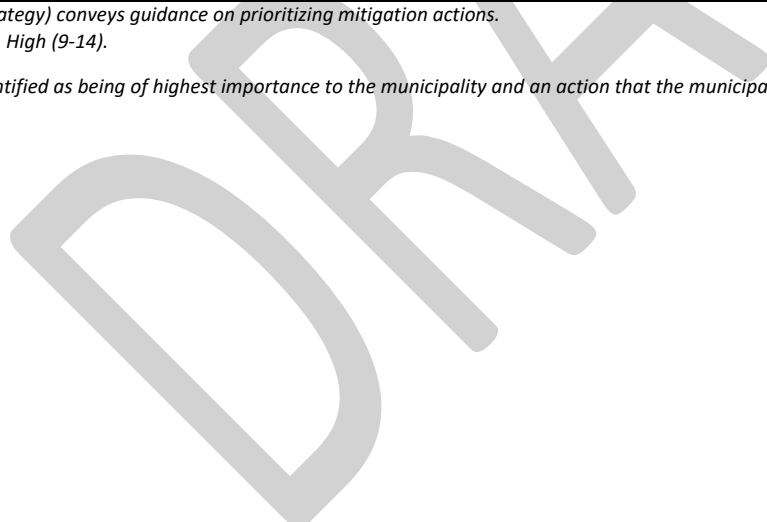 ategy) conveys guidance on prioritizing mitigation actions.
High (9-14).
ntified as being of highest importance to the municipality and an action that the municipa
DRA